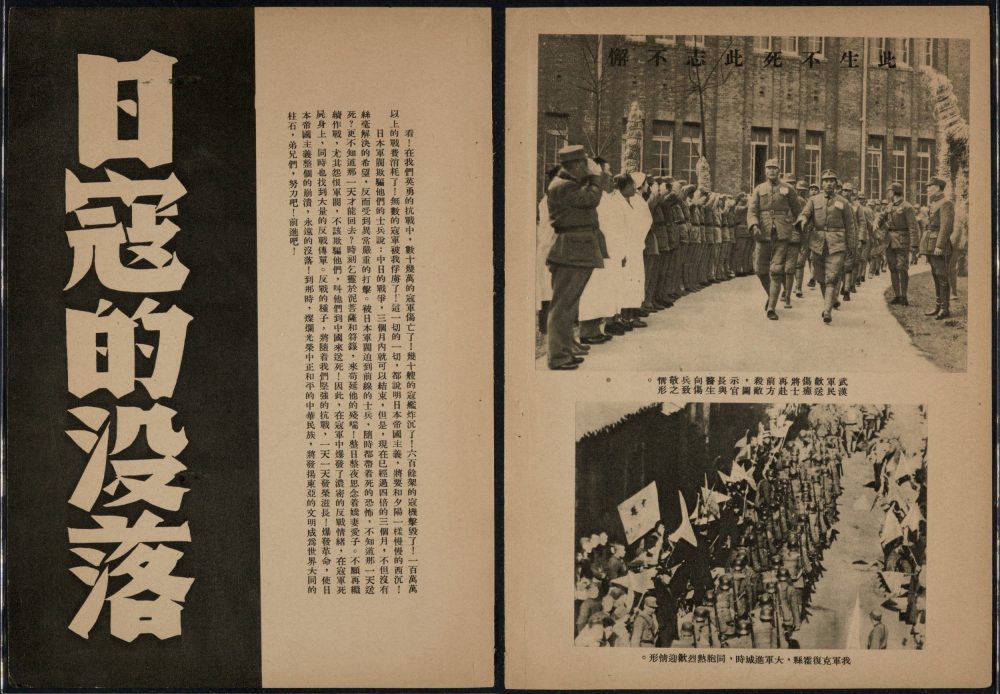 日寇的没落
看！在我們英勇的抗戰中，數十幾萬的寇軍傷亡了！幾十艘的寇艦炸沉了！六百餘架的寇機擊毀了！一百萬萬
以上的戰費消耗了！無數的寇軍被我俘虜了！這一切的一切，都說明日本帝國主義，將要和夕陽一樣慢慢的西沉！
日本軍閥欺騙他們的士兵說：中日的戰爭，三個月內就可以結束，但是，現在已經過四倍的三個月，不但沒有
絲毫解決的希望，反而受到異常嚴重的打擊。被日本軍閥迫到前線的士兵，隨時都帶着死的恐怖，不知道那一天送
死？更不知道那一天才能回去？時刻乞靈於泥菩薩和符籙，來苟延他的殘喘！整日整夜思念着嬌妻愛子。不願再繼
續作戰，尤其怨恨軍閥，不該欺騙他們，叫他們到中國來送死！因此，在寇軍中爆發了濃密的反戰情緒，在寇軍死
屍身上，同時也找到大量的反戰傳單。反戰的種子，將隨着我們堅強的抗戰，一天一天發榮滋長！爆發革命，使日
本帝國主義整個的崩潰，永遠的沒落！到那時，燦爛光榮中正和平的中華民族，將發揚東亞的文明成爲世界大同的
柱石，弟兄們，努力吧！前進吧！
此生不死此志不懈
武漢軍民歡送傷癒將士再赴前方殺敵，圖示官長與醫生向傷兵致敬之情形。
我軍克復霍縣，大軍進城時，同胞熱烈歡迎情形。